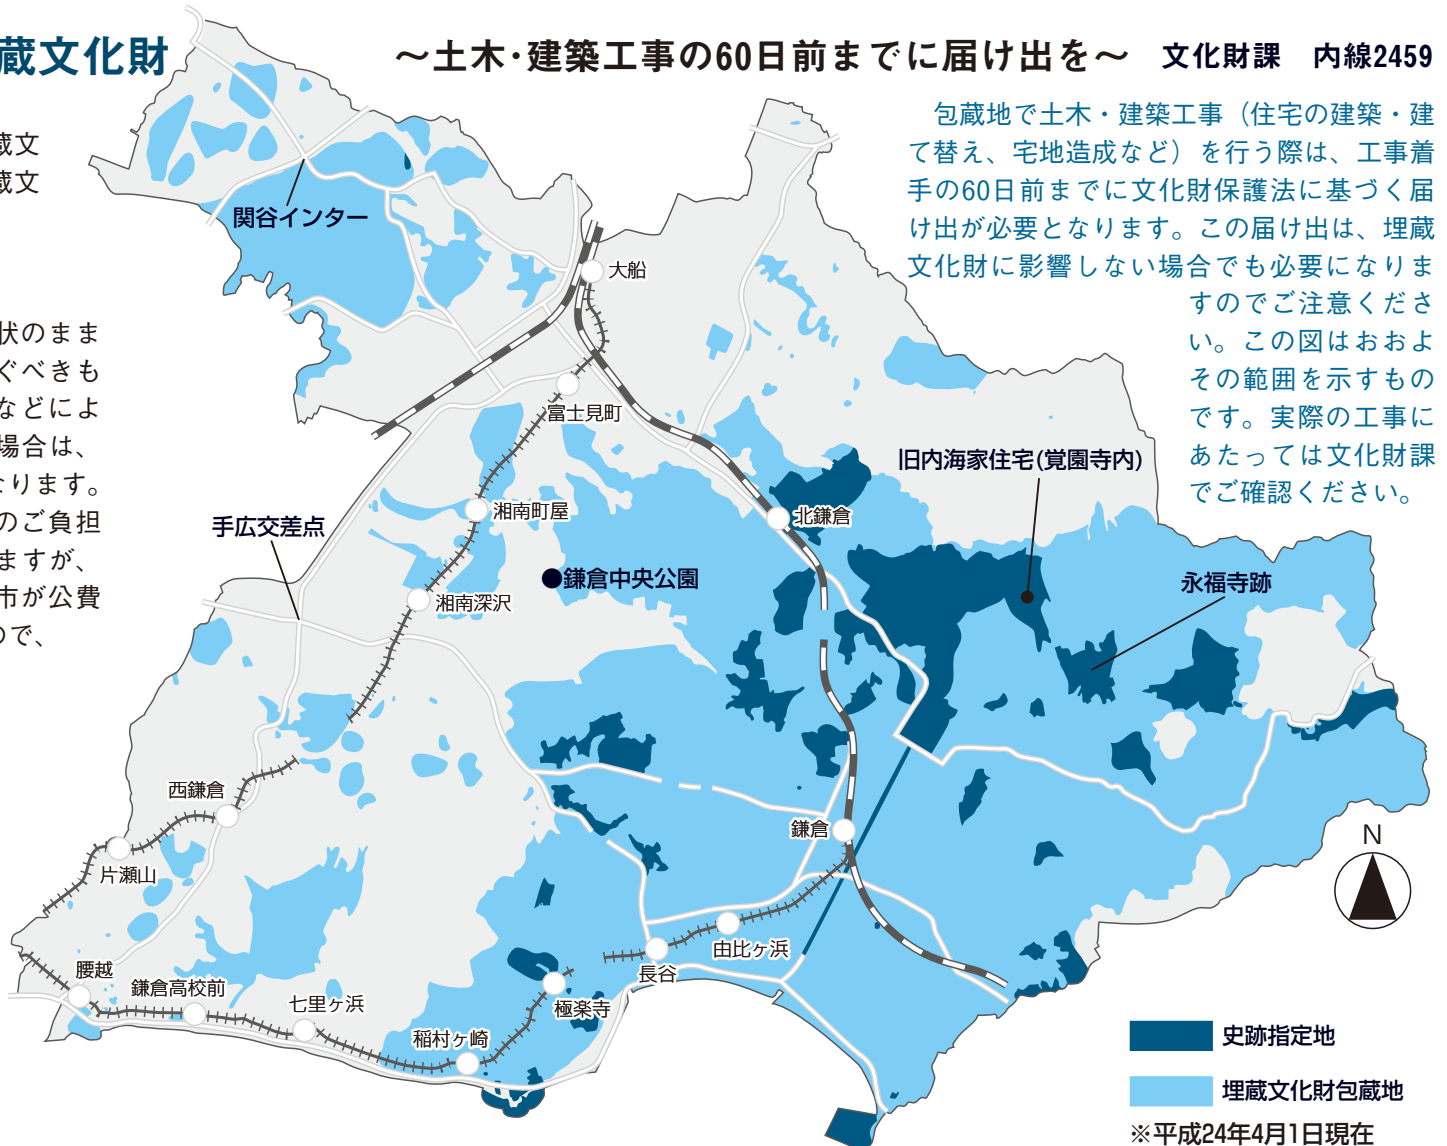 蔵文化財
～土木・建築工事の60日前までに届け出を～
文化財課　内線2459
蔵文
蔵文
状のまま
ぐべきも
などによ
場合は、
なります。
のご負担
ますが、
市が公費
ので、
　包蔵地で土木・建築工事（住宅の建築・建
て替え、宅地造成など）を行う際は、工事着
手の60日前までに文化財保護法に基づく届
け出が必要となります。この届け出は、埋蔵
文化財に影響しない場合でも必要になりま
すのでご注意くださ
い。この図はおおよ
その範囲を示すもの
です。実際の工事に
あたっては文化財課
でご確認ください。
関谷インター
大船
富士見町
旧内海家住宅(覚園寺内)
湘南町屋
北鎌倉
手広交差点
鎌倉中央公園
永福寺跡
湘南深沢
西鎌倉
鎌倉
片瀬山
N
由比ヶ浜
長谷
腰越
鎌倉高校前
七里ヶ浜
極楽寺
稲村ヶ崎
史跡指定地
埋蔵文化財包蔵地
※平成24年4月1日現在